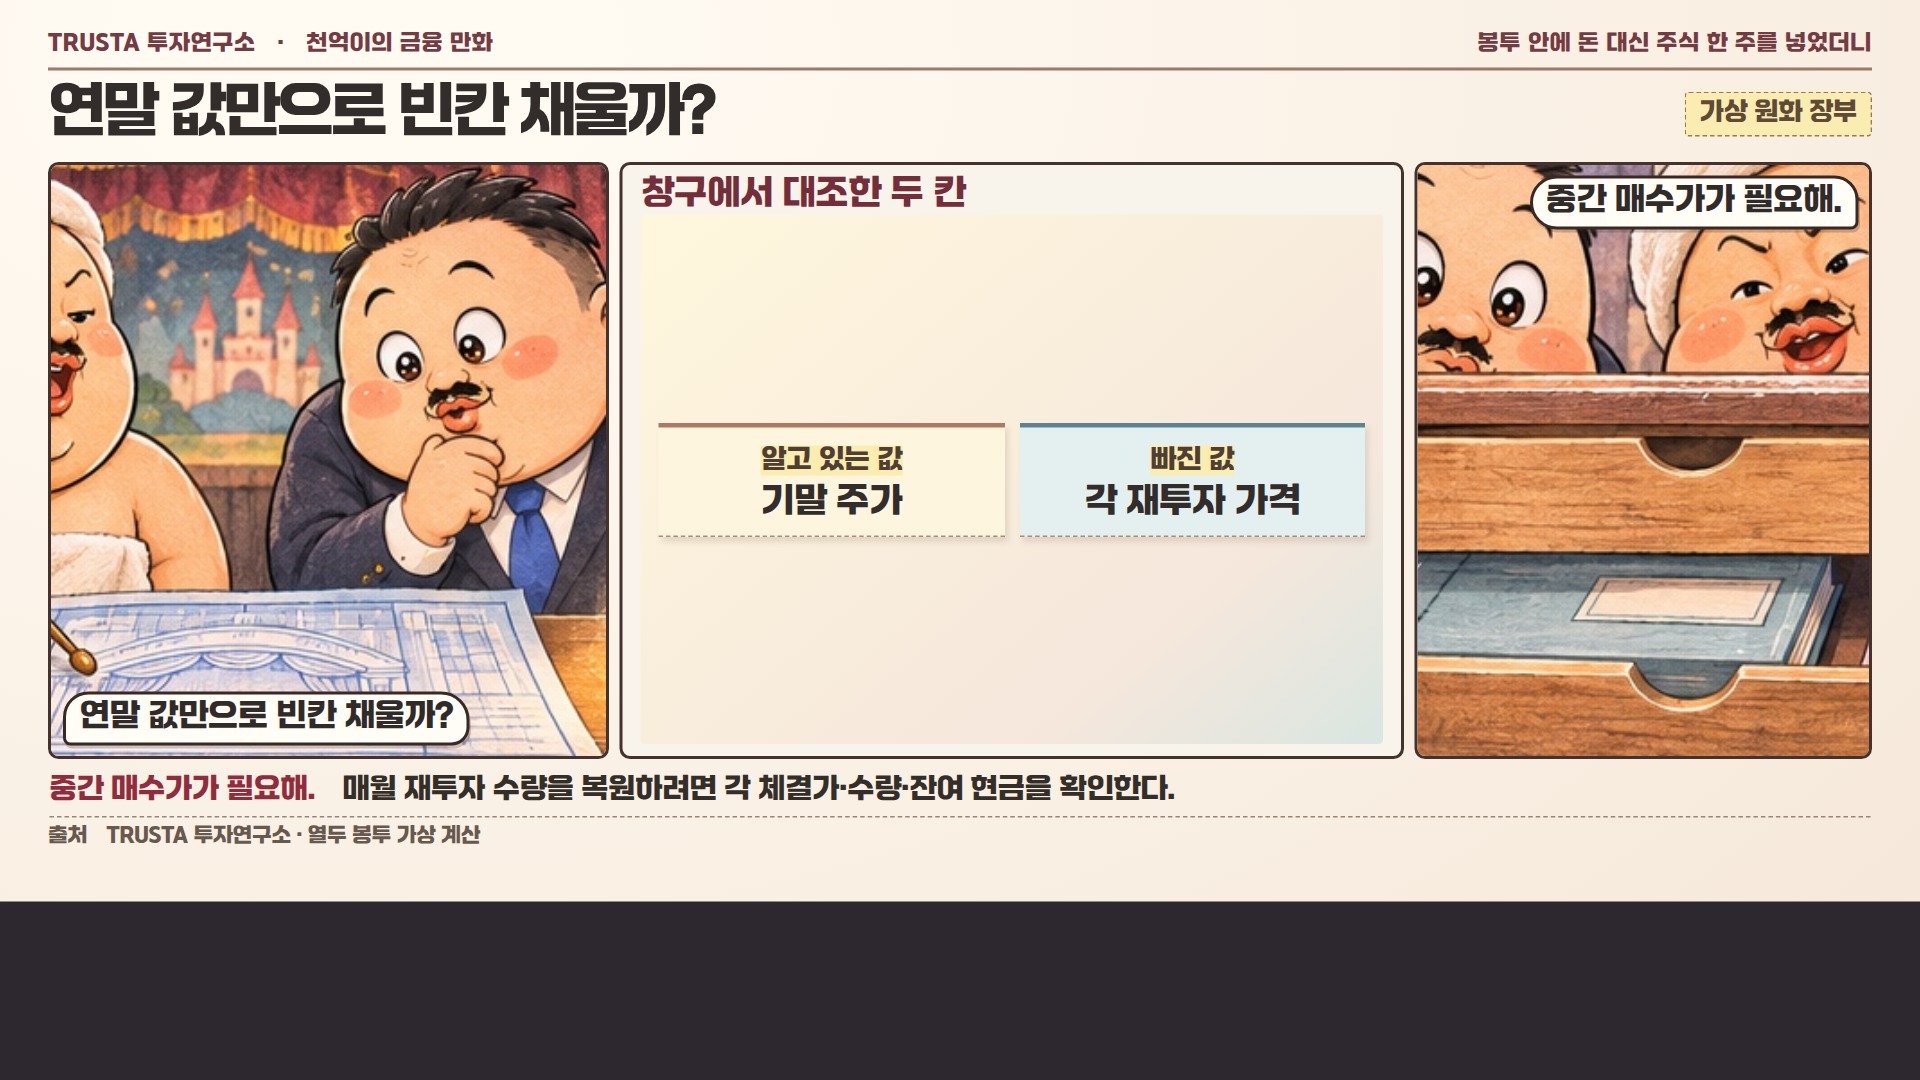 TRUSTA 투자연구소 · 천억이의 금융 만화
봉투 안에 돈 대신 주식 한 주를 넣었더니
연말 값만으로 빈칸 채울까?
가상 원화 장부
연말 값만으로 빈칸 채울까?
창구에서 대조한 두 칸
알고 있는 값
기말 주가
빠진 값
각 재투자 가격
중간 매수가가 필요해.
중간 매수가가 필요해. 매월 재투자 수량을 복원하려면 각 체결가·수량·잔여 현금을 확인한다.
출처 TRUSTA 투자연구소 · 열두 봉투 가상 계산